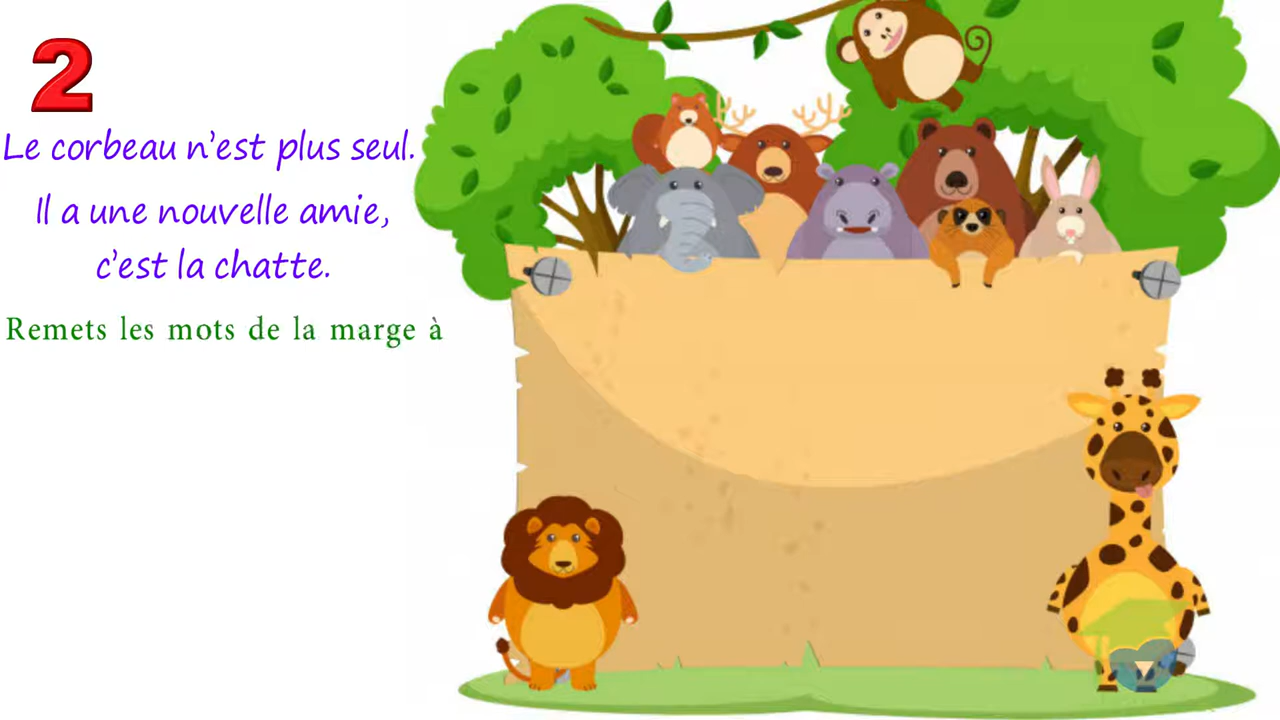 2
Le corbeau n'est plus seul.
Il a une nouvelle amie,
c'est la chatte.
Remets les mots de la marge à